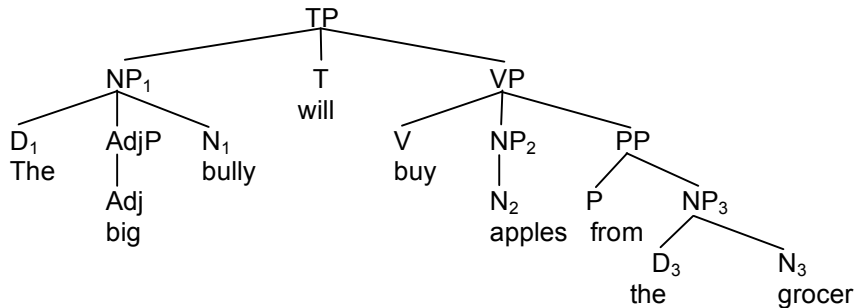 TP
NP₁ T VP
will
D₁ AdjP N₁ V NP₂ PP
The bully buy
Adj N₂ P NP₃
big apples from
D₃ N₃
the grocer